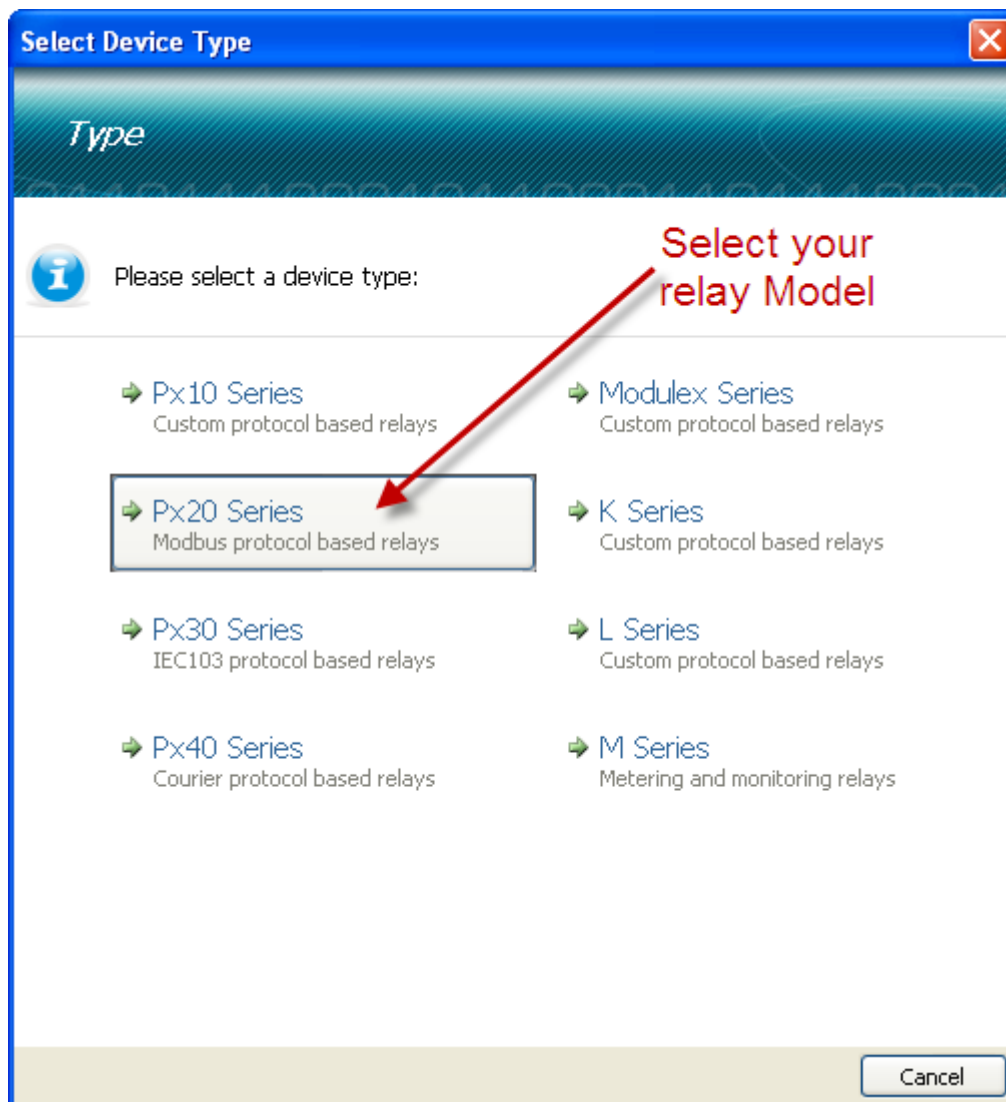 Select Device Type
Type
Please select a device type:
Select your
relay Model
Px10 Series
Custom protocol based relays
Modulex Series
Custom protocol based relays
Px20 Series
Modbus protocol based relays
K Series
Custom protocol based relays
Px30 Series
IEC103 protocol based relays
L Series
Custom protocol based relays
Px40 Series
Courier protocol based relays
M Series
Metering and monitoring relays
Cancel